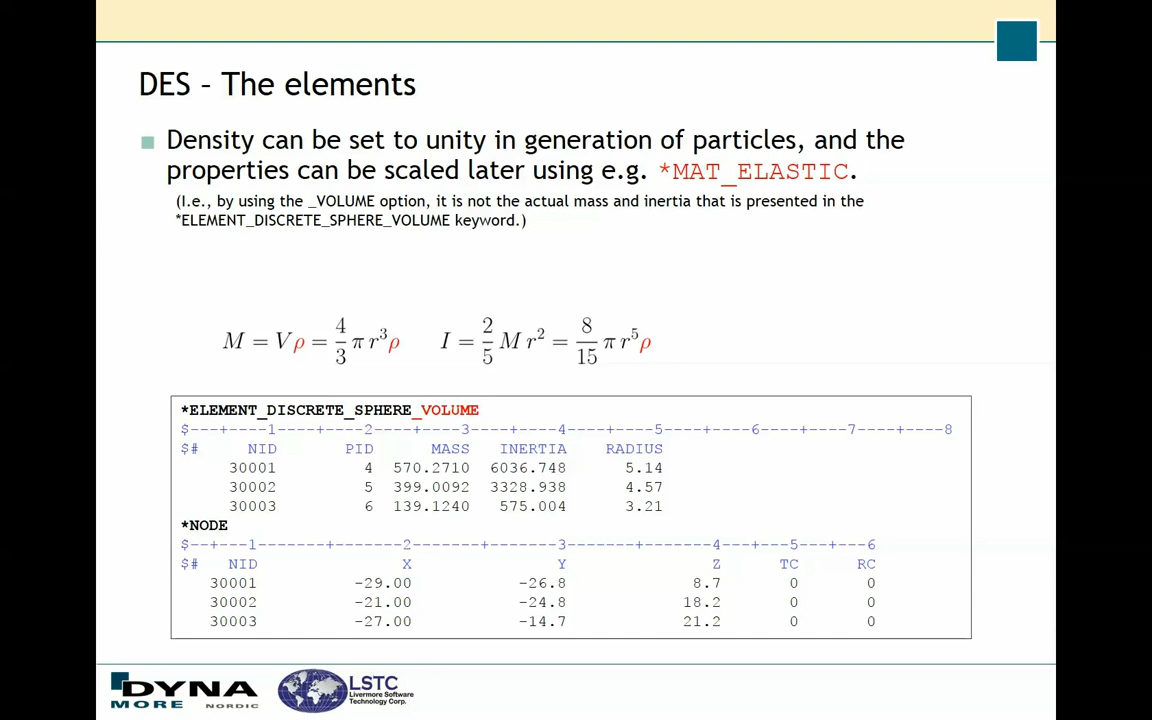 DES – The elements
Density can be set to unity in generation of particles, and the
properties can be scaled later using e.g. *MAT_ELASTIC.
(I.e., by using the _VOLUME option, it is not the actual mass and inertia that is presented in the
*ELEMENT_DISCRETE_SPHERE_VOLUME keyword.)
M = Vρ = 4/3 π r³ρ    I = 2/5 M r² = 8/15 π r⁵ρ
*ELEMENT_DISCRETE_SPHERE_VOLUME
$---+----1----+----2----+----3----+----4----+----5----+----6----+----7----+----8
$#     NID       PID      MASS   INERTIA    RADIUS
30001         4  570.2710  6036.748      5.14
30002         5  399.0092  3328.938      4.57
30003         6  139.1240   575.004      3.21
*NODE
$--+---1-------+-------2-------+-------3-------+-------4---+---5---+---6
$#   NID               X               Y               Z      TC      RC
30001          -29.00           -26.8             8.7       0       0
30002          -21.00           -24.8            18.2       0       0
30003          -27.00           -14.7            21.2       0       0
DYNA
MORE NORDIC
LSTC
Livermore Software
Technology Corp.